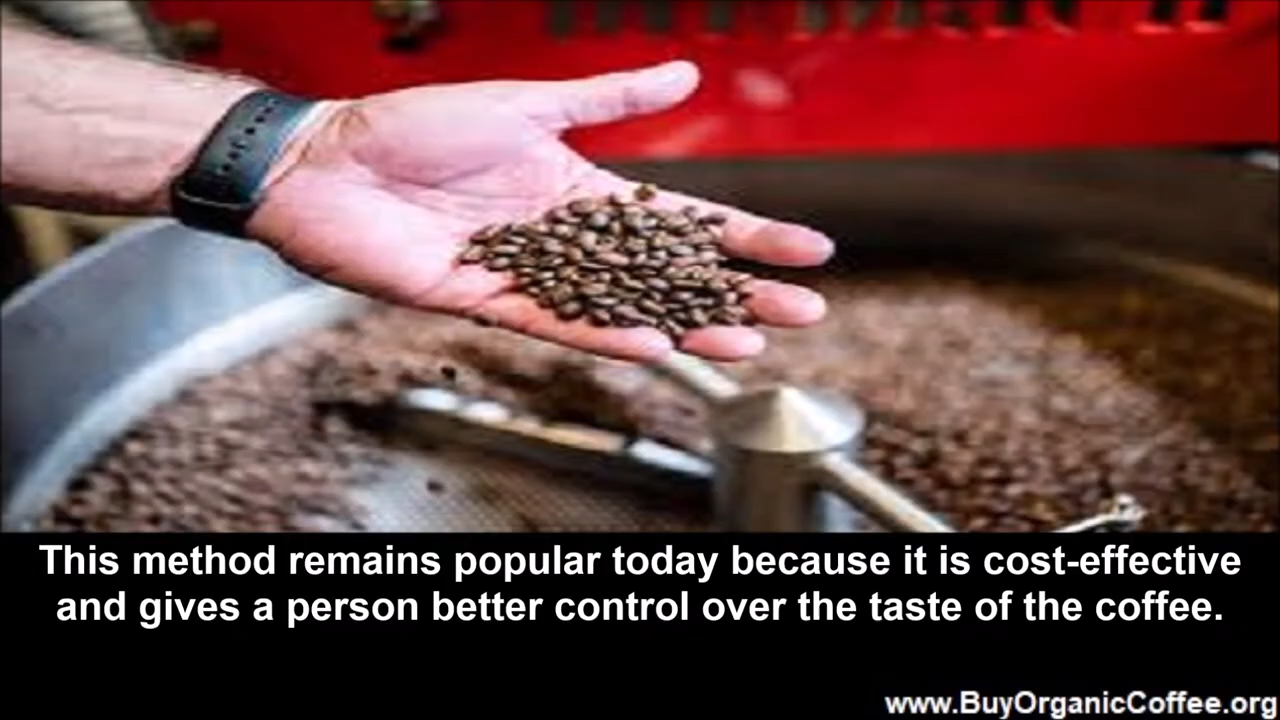 This method remains popular today because it is cost-effective
and gives a person better control over the taste of the coffee.
www.BuyOrganicCoffee.org